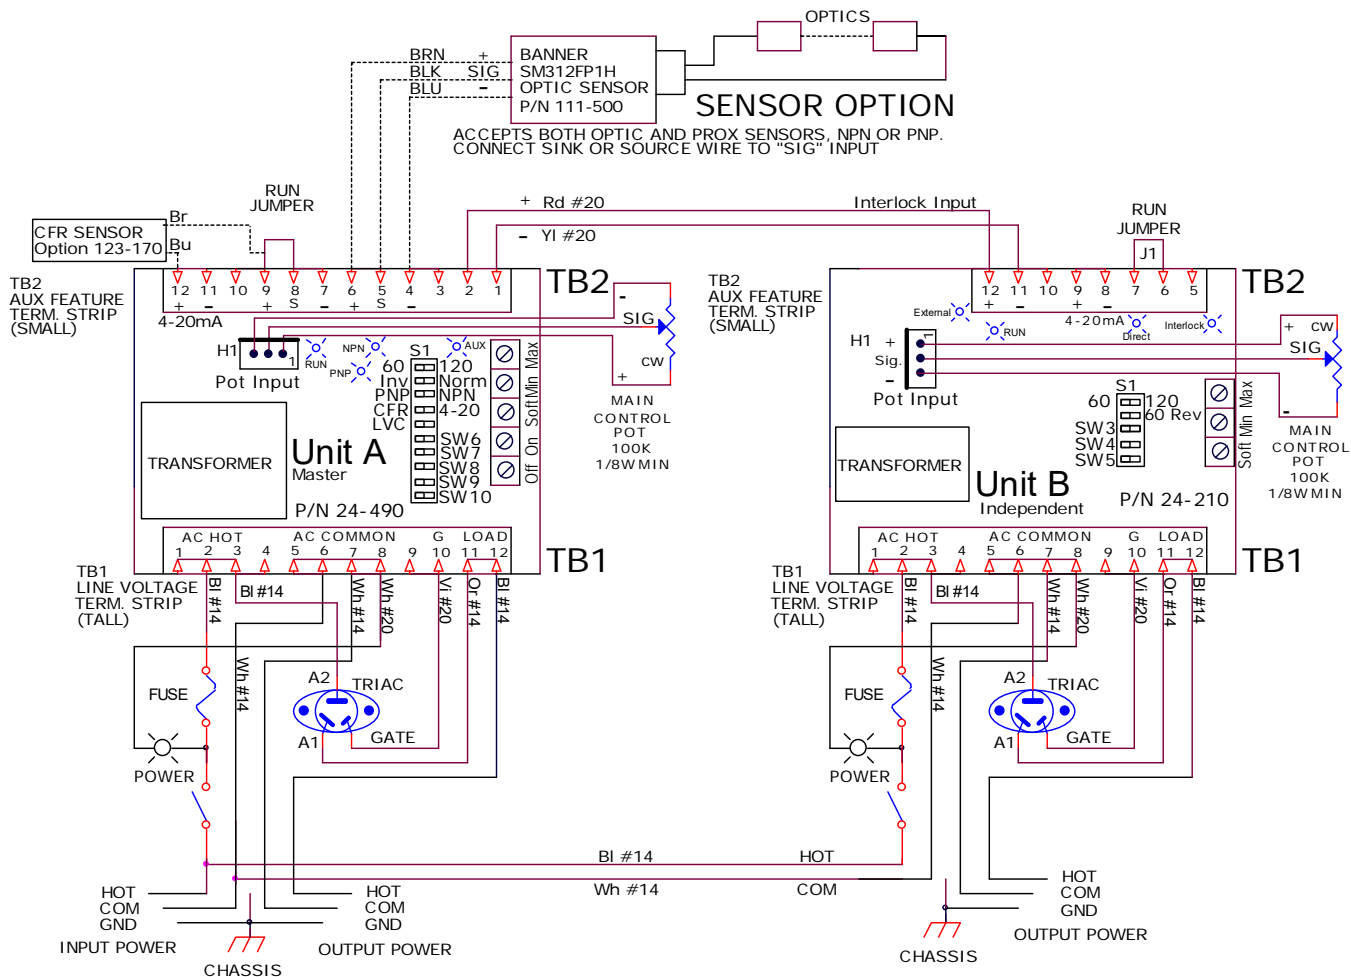 OPTICS
BRN +
BLK SIG
BLU -
BANNER
SM312FP1H
OPTIC SENSOR
P/N 111-500
SENSOR OPTION
ACCEPTS BOTH OPTIC AND PROX SENSORS, NPN OR PNP.
CONNECT SINK OR SOURCE WIRE TO "SIG" INPUT
RUN
JUMPER
CFR SENSOR
Option 123-170
Br
Bu
+ Rd #20
- Yl #20
Interlock Input
RUN
JUMPER
J1
TB2
AUX FEATURE
TERM. STRIP
(SMALL)
12 11 10 9 8 7 6 5 4 3 2 1
+ - + S - + S -
4-20mA
TB2
H1
1
Pot Input
RUN
NPN
PNP
AUX
S1
60 120
Inv Norm
PNP NPN
CFR 4-20
LVC
SW6
SW7
SW8
SW9
SW10
Off On Soft Min Max
-
SIG
CW
+
MAIN
CONTROL
POT
100K
1/8W MIN
TRANSFORMER
Unit A
Master
P/N 24-490
AC HOT AC COMMON G LOAD
1 2 3 4 5 6 7 8 9 10 11 12
TB1
TB1
LINE VOLTAGE
TERM. STRIP
(TALL)
Bl #14
Bl #14
Wh #14
Wh #14
Wh #20
Vi #20
Or #14
Bl #14
FUSE
A2
TRIAC
A1
GATE
POWER
HOT
COM
GND
INPUT POWER
HOT
COM
GND
OUTPUT POWER
CHASSIS
Bl #14 HOT
Wh #14 COM
TB2
AUX FEATURE
TERM. STRIP
(SMALL)
12 11 10 9 8 7 6 5
+ - + -
4-20mA
TB2
External
RUN
Direct
Interlock
H1
+
Sig.
-
1
Pot Input
S1
60 120
60 Rev
SW3
SW4
SW5
Soft Min Max
+ CW
SIG
-
MAIN
CONTROL
POT
100K
1/8W MIN
TRANSFORMER
Unit B
Independent
P/N 24-210
AC HOT AC COMMON G LOAD
1 2 3 4 5 6 7 8 9 10 11 12
TB1
TB1
LINE VOLTAGE
TERM. STRIP
(TALL)
Bl #14
Bl #14
Wh #14
Wh #14
Wh #20
Vi #20
Or #14
Bl #14
FUSE
A2
TRIAC
A1
GATE
POWER
HOT
COM
GND
OUTPUT POWER
CHASSIS